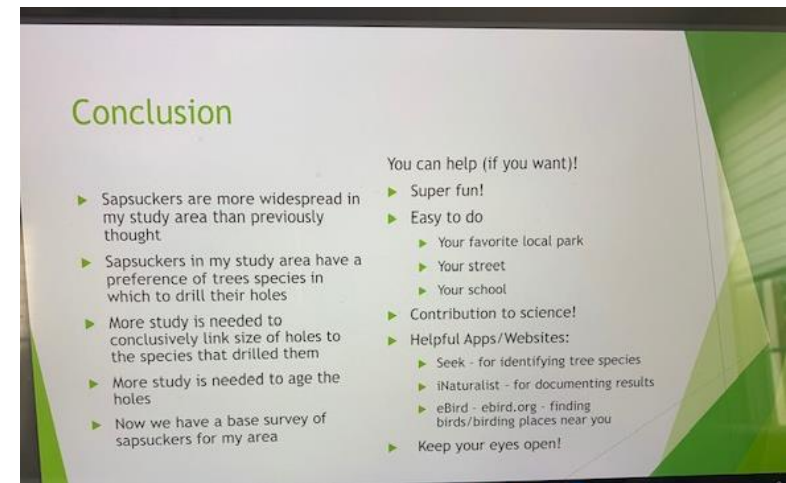 Conclusion
Sapsuckers are more widespread in
my study area than previously
thought
Sapsuckers in my study area have a
preference of trees species in
which to drill their holes
More study is needed to
conclusively link size of holes to
the species that drilled them
More study is needed to age the
holes
Now we have a base survey of
sapsuckers for my area
You can help (if you want)!
Super fun!
Easy to do
Your favorite local park
Your street
Your school
Contribution to science!
Helpful Apps/Websites:
Seek - for identifying tree species
iNaturalist - for documenting results
eBird - ebird.org - finding
birds/birding places near you
Keep your eyes open!